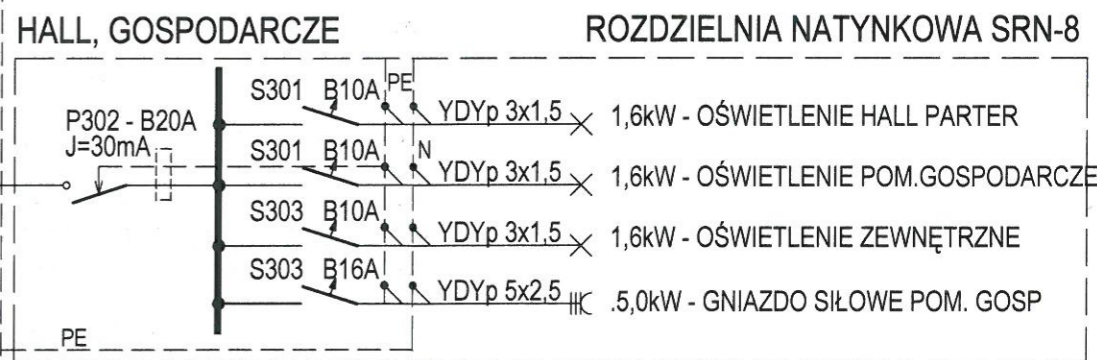 HALL, GOSPODARCZE
ROZDZIELNIA NATYNKOWA SRN-8
P302 - B20A
J=30mA
S301 B10A PE YDYp 3x1,5 1,6kW - OŚWIETLENIE HALL PARTER
S301 B10A N YDYp 3x1,5 1,6kW - OŚWIETLENIE POM.GOSPODARCZE
S303 B10A YDYp 3x1,5 1,6kW - OŚWIETLENIE ZEWNĘTRZNE
S303 B16A YDYp 5x2,5 .5,0kW - GNIAZDO SIŁOWE POM. GOSP
PE